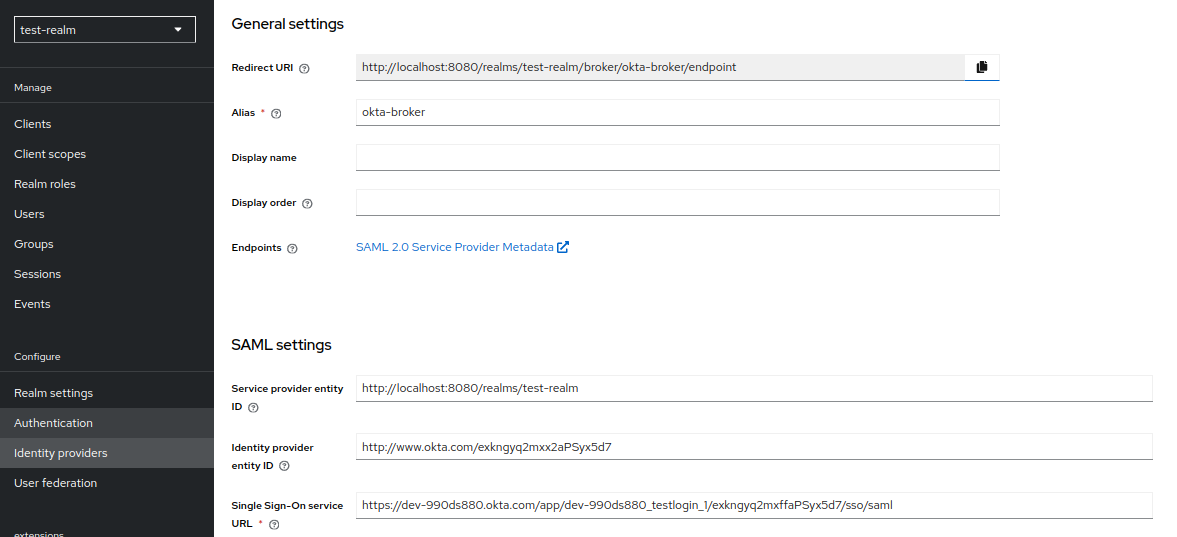 test-realm
Manage
Clients
Client scopes
Realm roles
Users
Groups
Sessions
Events
Configure
Realm settings
Authentication
Identity providers
User federation
extensions
General settings
Redirect URI
http://localhost:8080/realms/test-realm/broker/okta-broker/endpoint
Alias *
okta-broker
Display name
Display order
Endpoints
SAML 2.0 Service Provider Metadata
SAML settings
Service provider entity
ID
http://localhost:8080/realms/test-realm
Identity provider
entity ID
http://www.okta.com/exkngyq2mxx2aPSyx5d7
Single Sign-On service
URL *
https://dev-990ds880.okta.com/app/dev-990ds880_testlogin_1/exkngyq2mxffaPSyx5d7/sso/saml